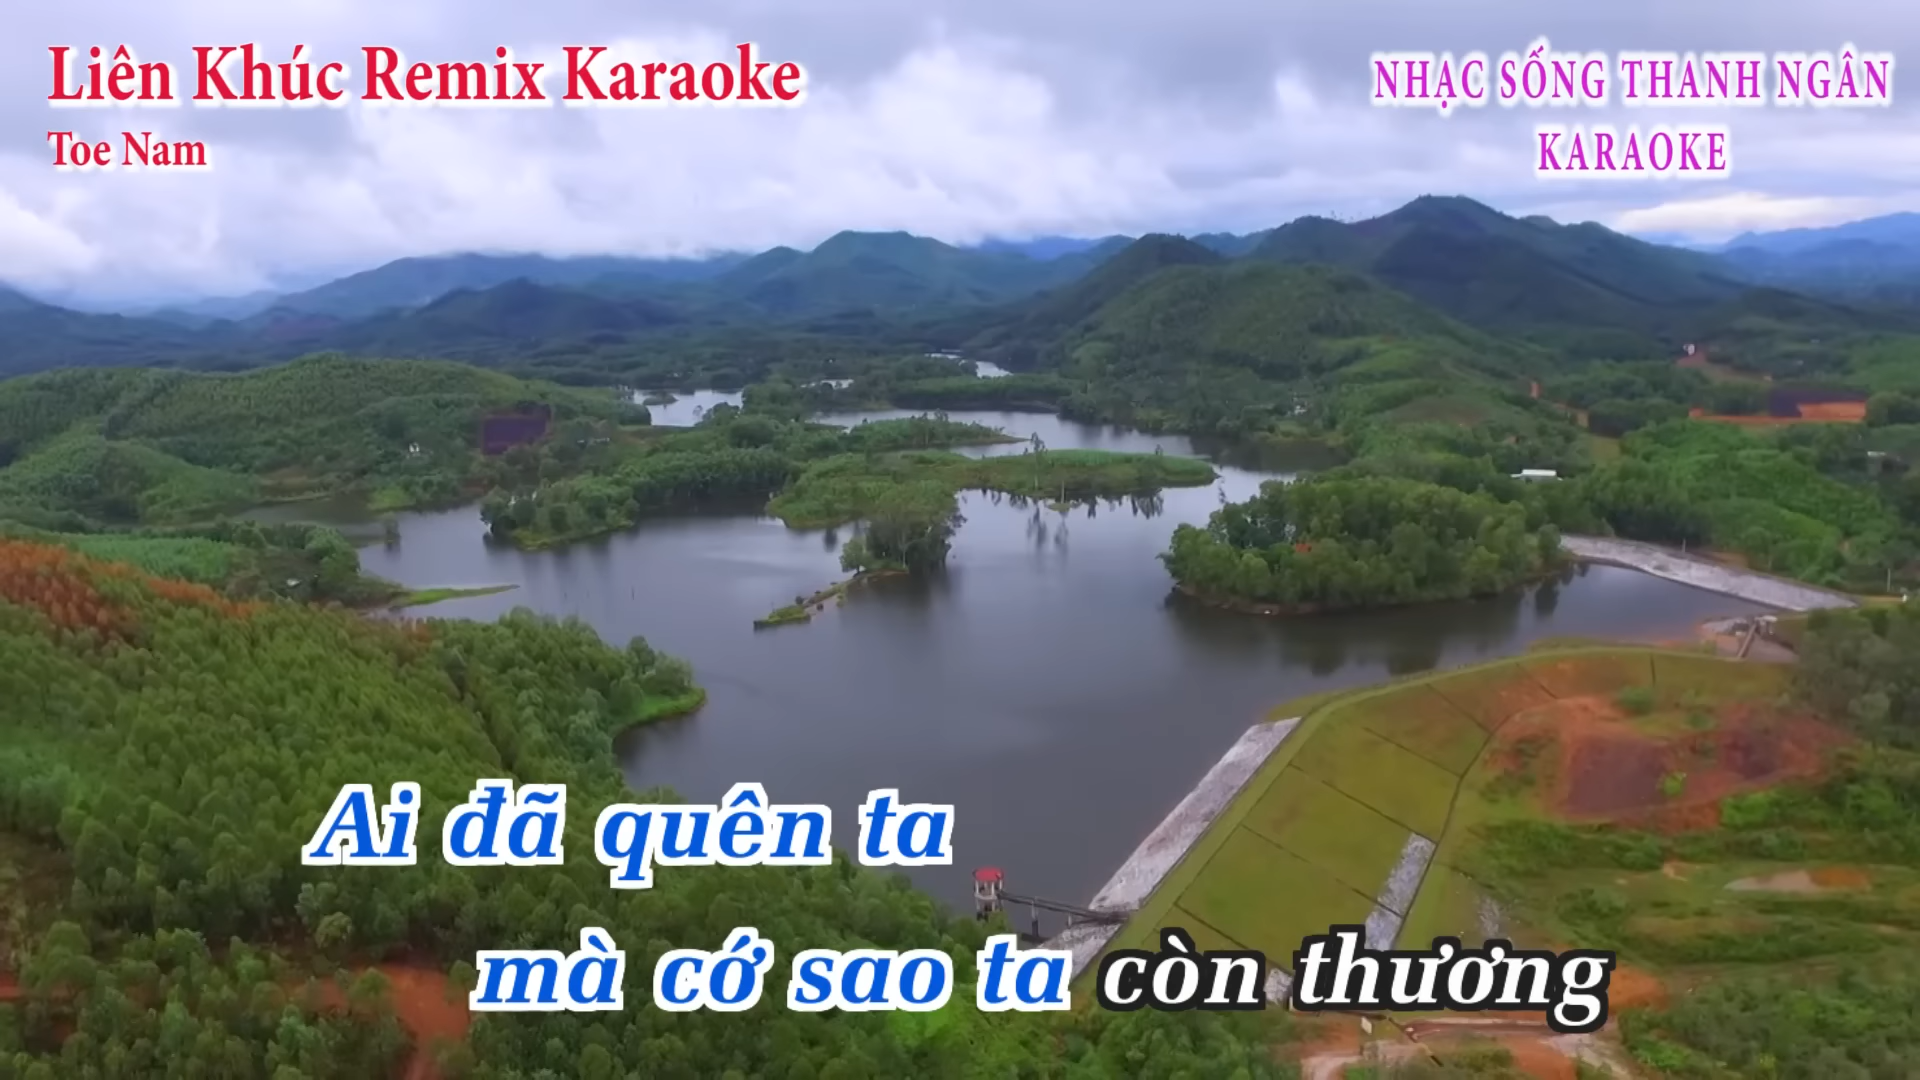 Liên Khúc Remix Karaoke
Toe Nam
NHẠC SỐNG THANH NGÂN
KARAOKE
Ai đã quên ta
mà cớ sao ta còn thương